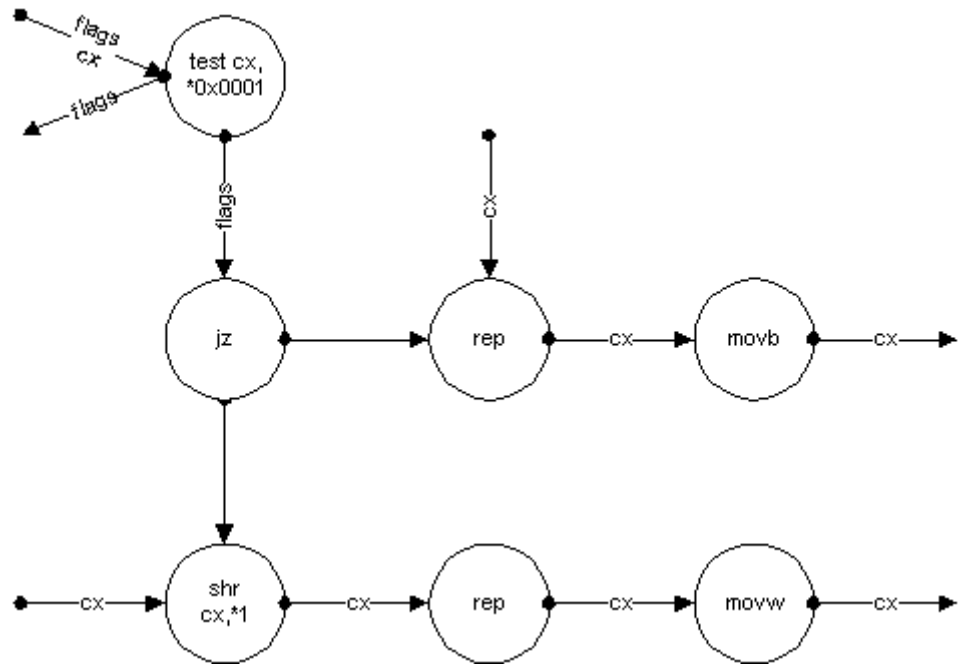 flags
cx
flags
test cx,
*0x0001
flags
cx
jz
rep
cx
movb
cx
cx
shr
cx,*1
cx
rep
cx
movw
cx